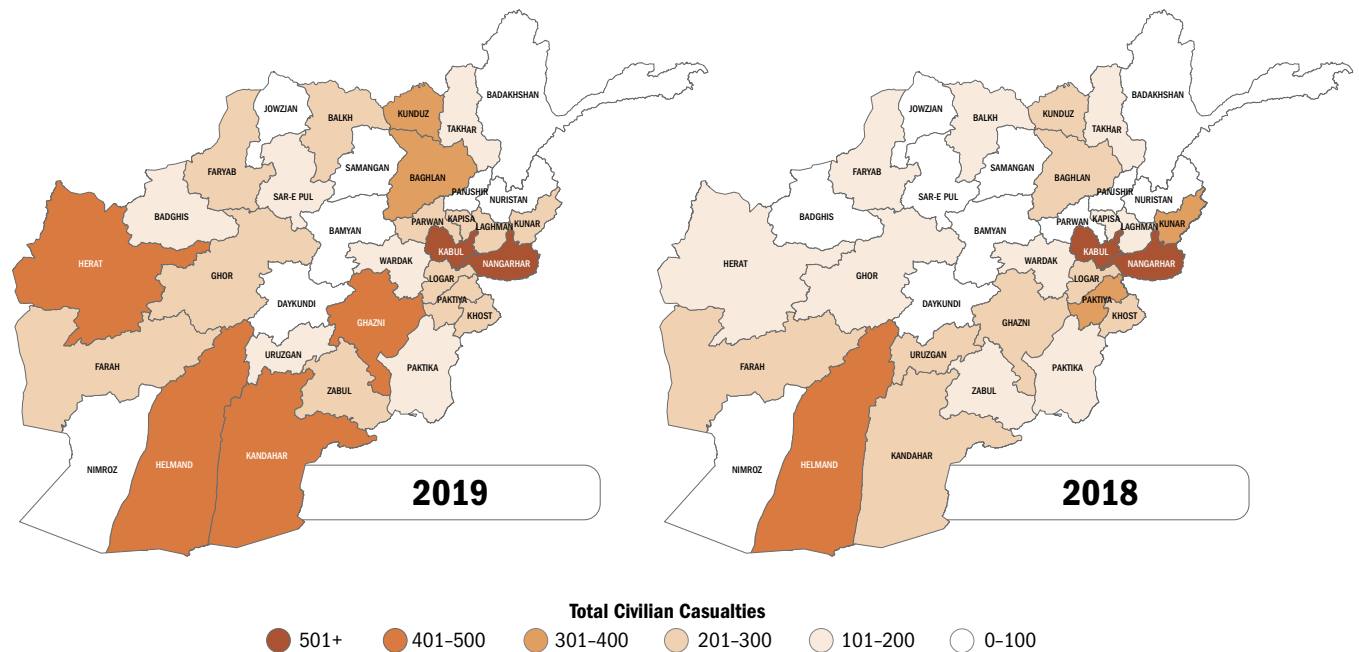 BADAKHSHAN
JOWZJAN
BALKH
KUNDUZ
TAKHAR
FARYAB
SAMANGAN
BAGHLAN
SAR-E PUL
PANJSHIR
NURISTAN
BADGHIS
PARWAN
KAPISA
LAGHMAN
KUNAR
BAMYAN
KABUL
HERAT
WARDAK
NANGARHAR
GHOR
LOGAR
DAYKUNDI
PAKTIYA
KHOST
GHAZNI
URUZGAN
FARAH
PAKTIKA
ZABUL
KANDAHAR
HELMAND
NIMROZ
2019
BADAKHSHAN
JOWZJAN
BALKH
KUNDUZ
TAKHAR
FARYAB
SAMANGAN
BAGHLAN
SAR-E PUL
PANJSHIR
NURISTAN
BADGHIS
PARWAN
KAPISA
LAGHMAN
KUNAR
BAMYAN
KABUL
HERAT
WARDAK
NANGARHAR
GHOR
LOGAR
DAYKUNDI
PAKTIYA
KHOST
GHAZNI
URUZGAN
FARAH
PAKTIKA
ZABUL
KANDAHAR
HELMAND
NIMROZ
2018
Total Civilian Casualties
501+ 401–500 301–400 201–300 101–200 0–100